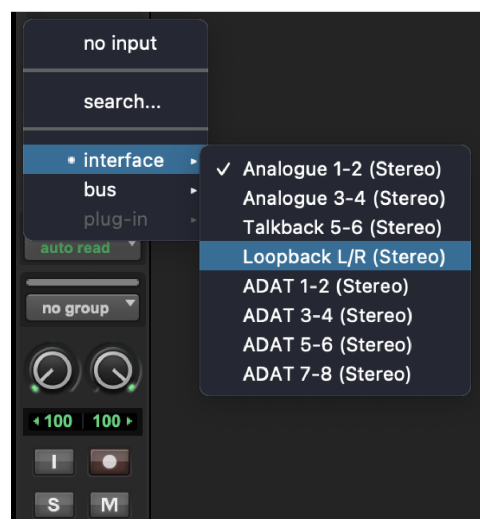 no input
search...
interface
bus
plug-in
✓ Analogue 1-2 (Stereo)
Analogue 3-4 (Stereo)
Talkback 5-6 (Stereo)
Loopback L/R (Stereo)
ADAT 1-2 (Stereo)
ADAT 3-4 (Stereo)
ADAT 5-6 (Stereo)
ADAT 7-8 (Stereo)
auto read
no group
100 100
I
S M